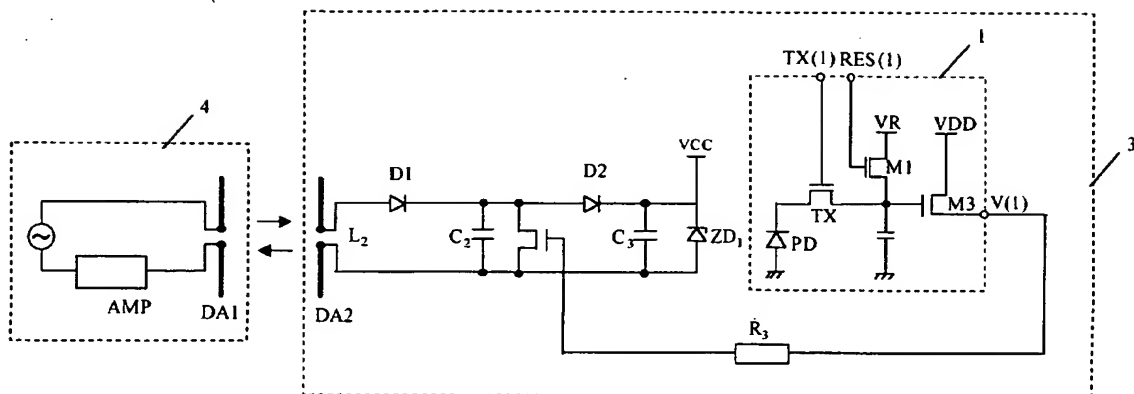 4
AMP
DA1
3
L2
DA2
D1
C2
D2
C3
VCC
ZD1
1
TX(1) RES(1)
VR
VDD
M1
M3
V(1)
TX
PD
R3